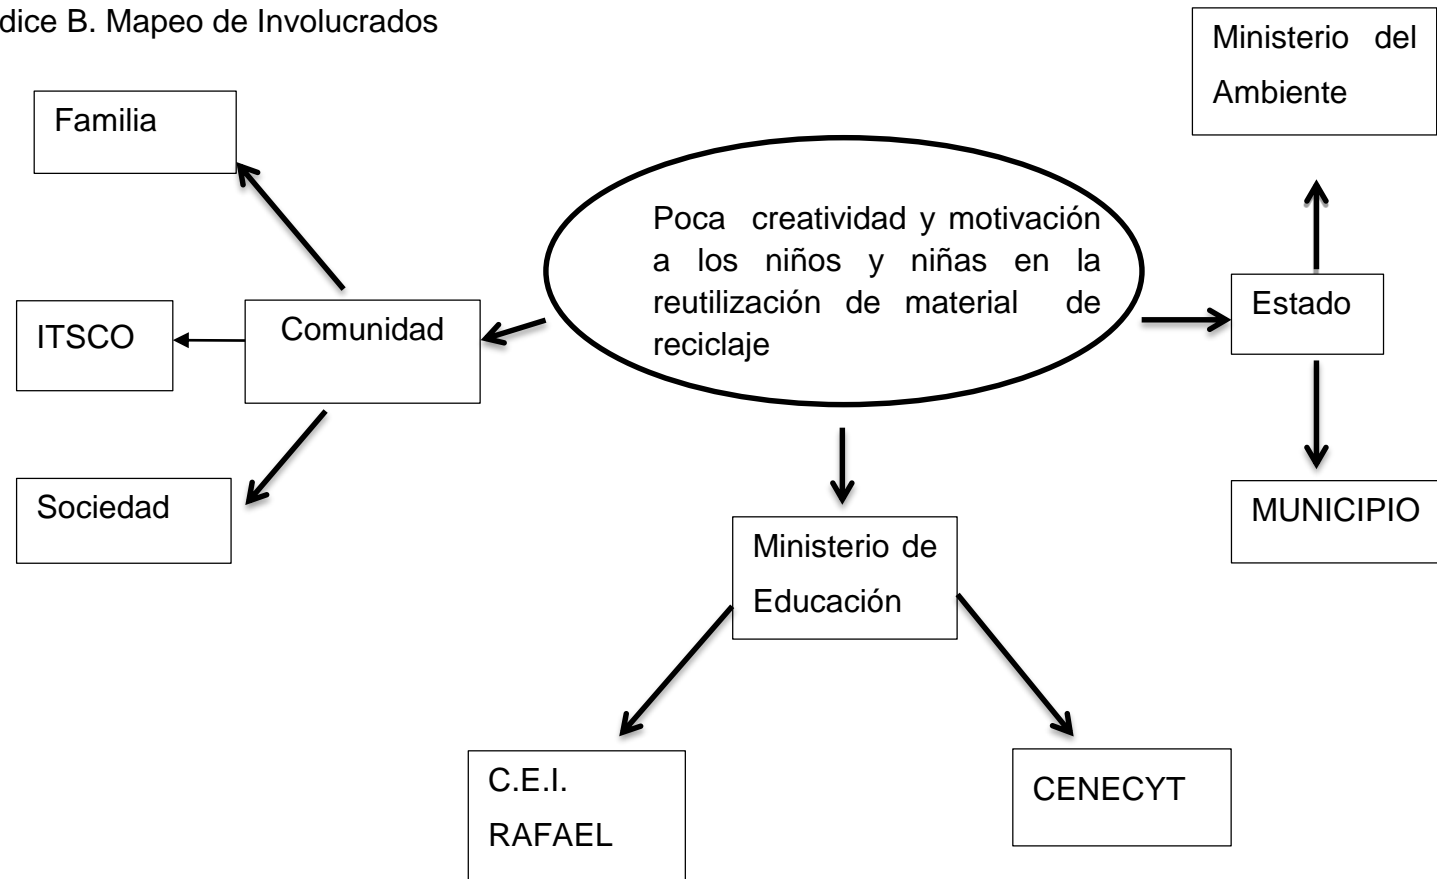 dice B. Mapeo de Involucrados
Ministerio del
Ambiente
Familia
Poca creatividad y motivación
a los niños y niñas en la
reutilización de material de
reciclaje
Estado
ITSCO
Comunidad
Sociedad
MUNICIPIO
Ministerio de
Educación
C.E.I.
RAFAEL
CENECYT